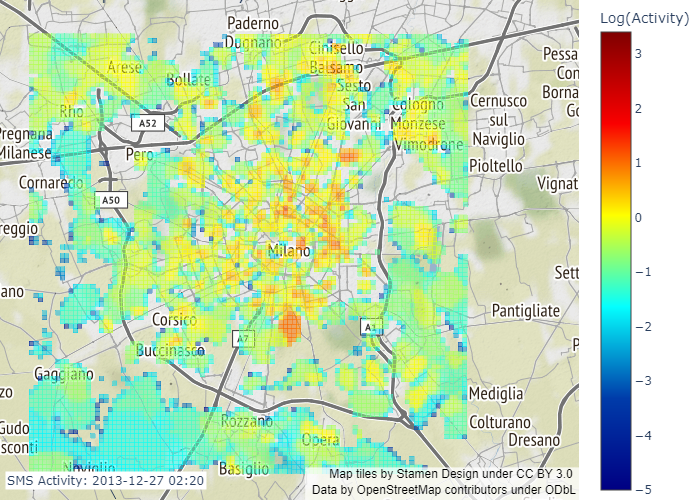 Log(Activity)
Paderno
Dugnano
Cinisello
Balsamo
Pessa
Con
Arese
Bollate
Sesto
San
Giovanni
Borna
Go
Cologno
Monzese
Cernusco
sul
Naviglio
Rho
A52
Pregnana
Milanese
Pero
Vimodrone
Pioltello
Cornaredo
Vignat
A50
reggio
Milano
Sett
ano
Pantigliate
Corsico
A7
A1
P
Buccinasco
Gaggiano
zo
Mediglia
Rozzano
Colturano
Gudo
sconti
Opera
Dresano
Noviglio
Basiglio
SMS Activity: 2013-12-27 02:20
Map tiles by Stamen Design under CC BY 3.0
Data by OpenStreetMap contributors under ODbL
3
2
1
0
−1
−2
−3
−4
−5